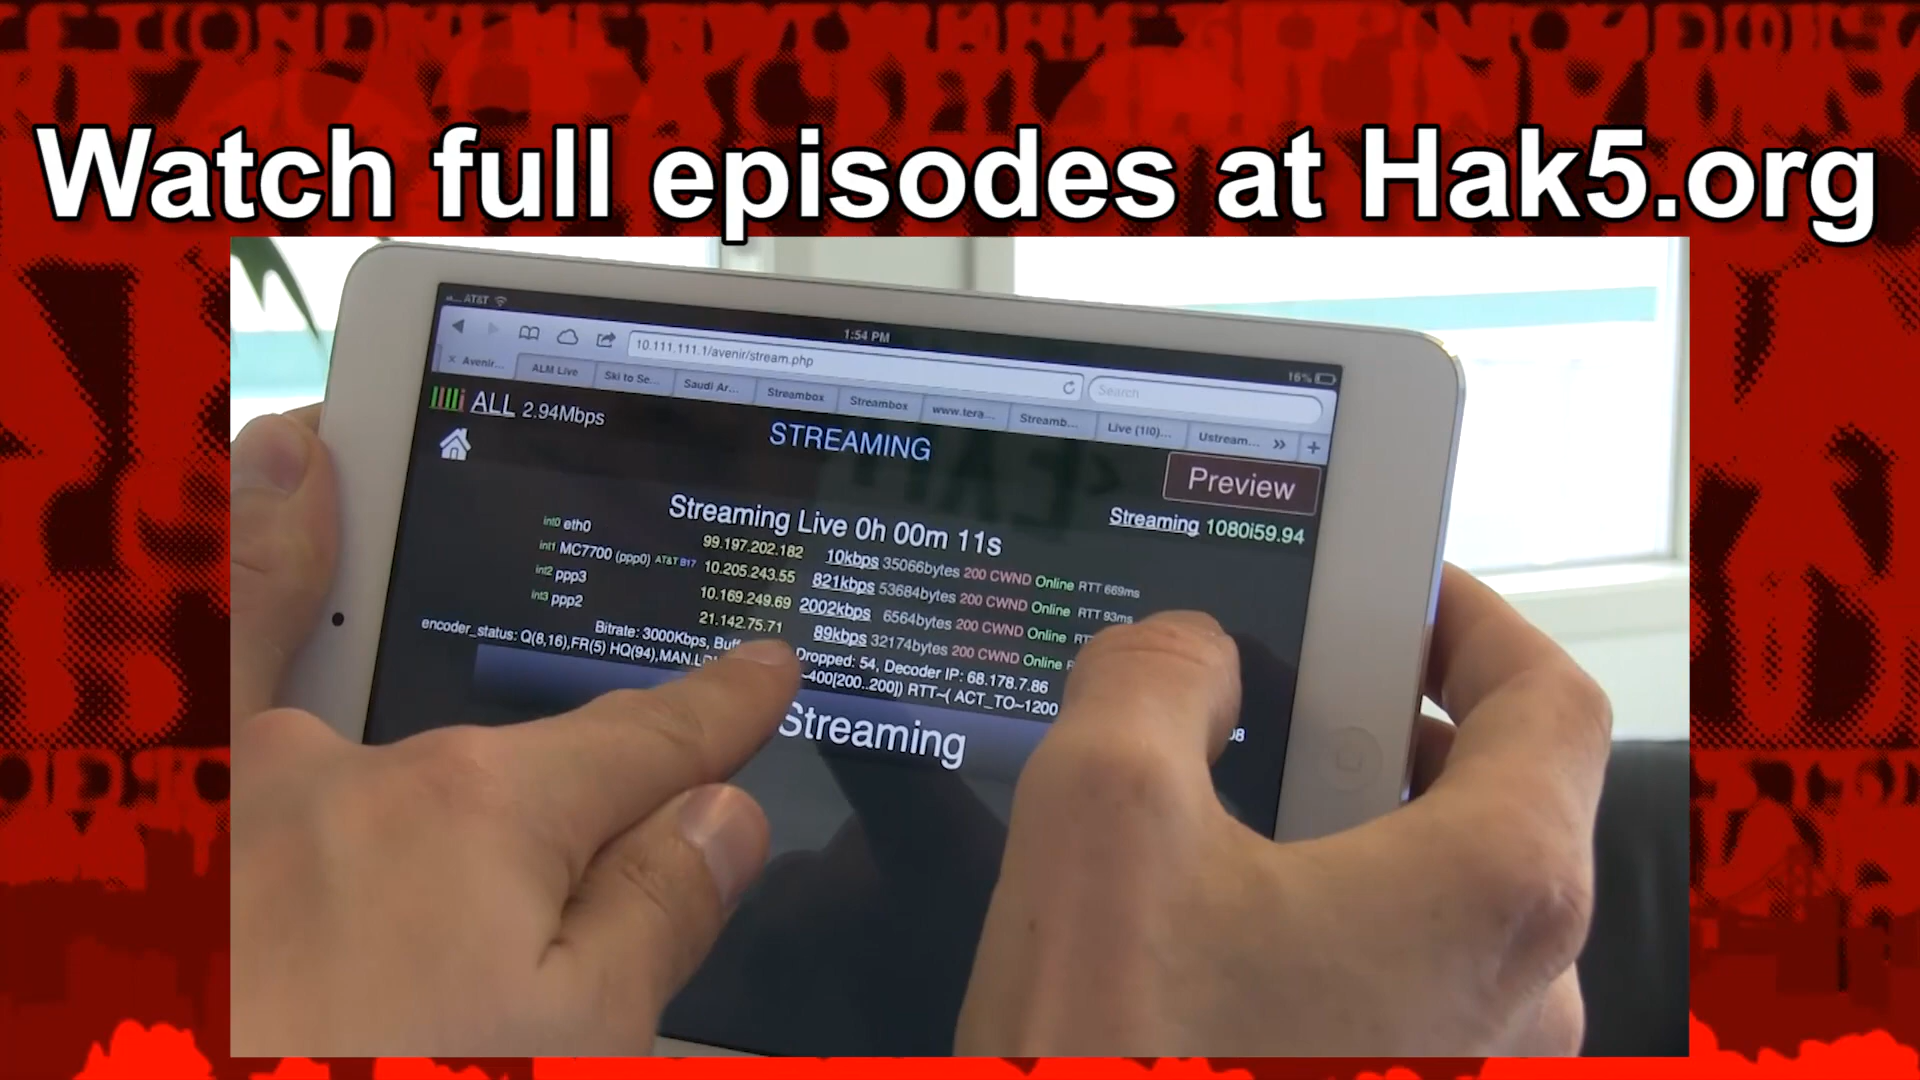 Watch full episodes at Hak5.org
AT&T
1:54 PM
16%
10.111.111.1/avenir/stream.php
Search
Avenir...
ALM Live
Ski to Se...
Saudi Ar...
Streambox
Streambox
www.tera...
Streamb...
Live (1l0)...
Ustream...
ALL 2.94Mbps
STREAMING
Preview
Streaming Live 0h 00m 11s
Streaming 1080i59.94
int0 eth0 99.197.202.182 10kbps 35066bytes 200 CWND Online RTT 669ms
int1 MC7700 (ppp0) AT&T B17 10.205.243.55 821kbps 53684bytes 200 CWND Online RTT 93ms
int2 ppp3 10.169.249.69 2002kbps 6564bytes 200 CWND Online
int3 ppp2 21.142.75.71 89kbps 32174bytes 200 CWND Online
Bitrate: 3000Kbps, Dropped: 54, Decoder IP: 68.178.7.86
encoder_status: Q(8,16),FR(5) HQ(94), ~400[200..200]) RTT~( ACT_TO~1200
Streaming